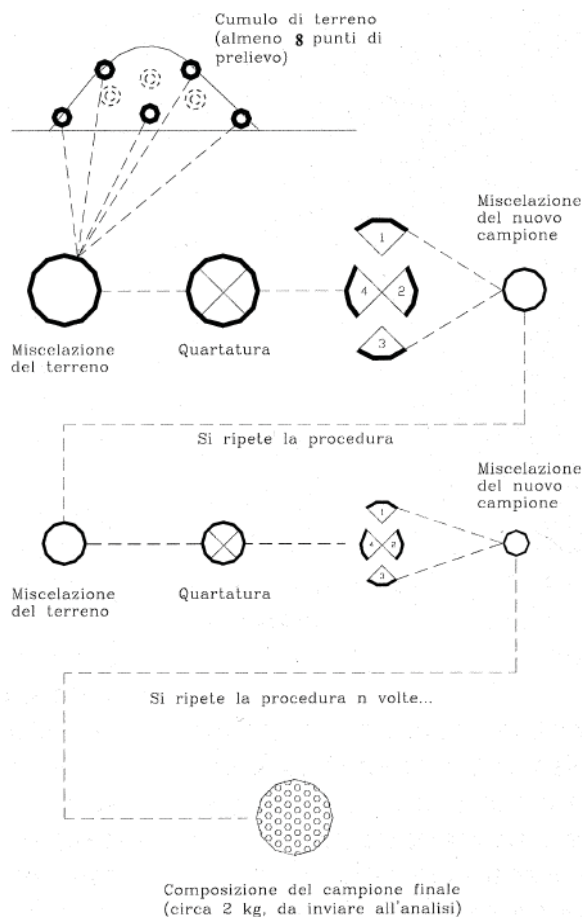 Cumulo di terreno
(almeno 8 punti di
prelievo)
Miscelazione
del nuovo
campione
1
4
2
3
Miscelazione
del terreno
Quartatura
Si ripete la procedura
Miscelazione
del nuovo
campione
1
4
2
3
Miscelazione
del terreno
Quartatura
Si ripete la procedura n volte...
Composizione del campione finale
(circa 2 kg, da inviare all'analisi)